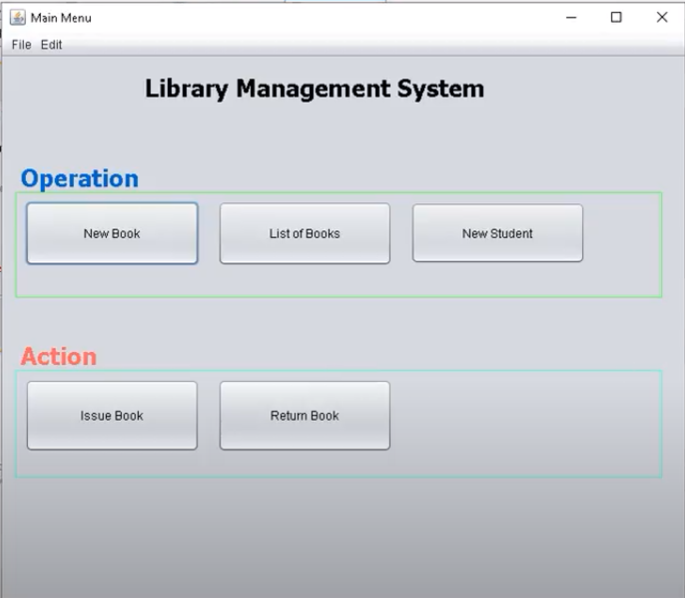 Main Menu
File Edit
Library Management System
Operation
New Book List of Books New Student
Action
Issue Book Return Book